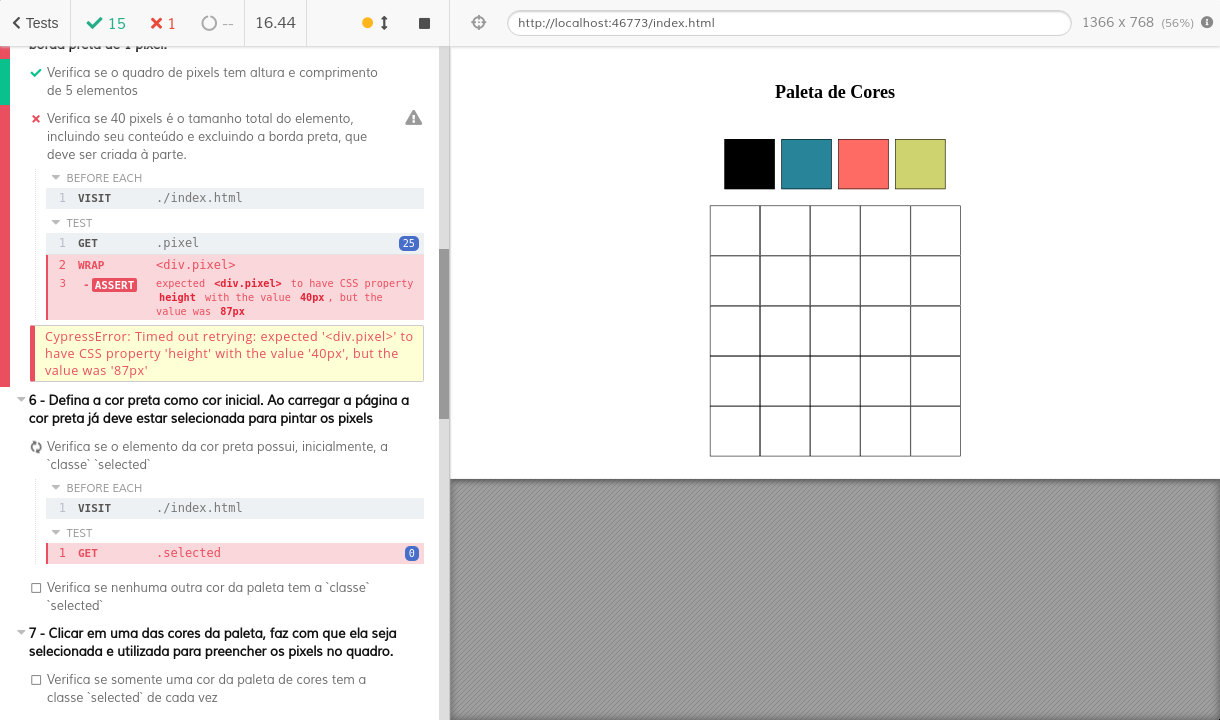 Tests
15
1
--
16.44
http://localhost:46773/index.html
1366 x 768 (56%)
borda preta de 1 pixel.
Verifica se o quadro de pixels tem altura e comprimento
de 5 elementos
Verifica se 40 pixels é o tamanho total do elemento,
incluindo seu conteúdo e excluindo a borda preta, que
deve ser criada à parte.
BEFORE EACH
1 VISIT ./index.html
TEST
1 GET .pixel 25
2 WRAP <div.pixel>
3 - ASSERT expected <div.pixel> to have CSS property
height with the value 40px, but the
value was 87px
CypressError: Timed out retrying: expected '<div.pixel>' to
have CSS property 'height' with the value '40px', but the
value was '87px'
6 - Defina a cor preta como cor inicial. Ao carregar a página a
cor preta já deve estar selecionada para pintar os pixels
Verifica se o elemento da cor preta possui, inicialmente, a
`classe` `selected`
BEFORE EACH
1 VISIT ./index.html
TEST
1 GET .selected 0
Verifica se nenhuma outra cor da paleta tem a `classe`
`selected`
7 - Clicar em uma das cores da paleta, faz com que ela seja
selecionada e utilizada para preencher os pixels no quadro.
Verifica se somente uma cor da paleta de cores tem a
classe `selected` de cada vez
Paleta de Cores